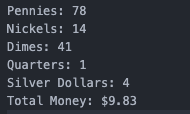 Pennies: 78
Nickels: 14
Dimes: 41
Quarters: 1
Silver Dollars: 4
Total Money: $9.83